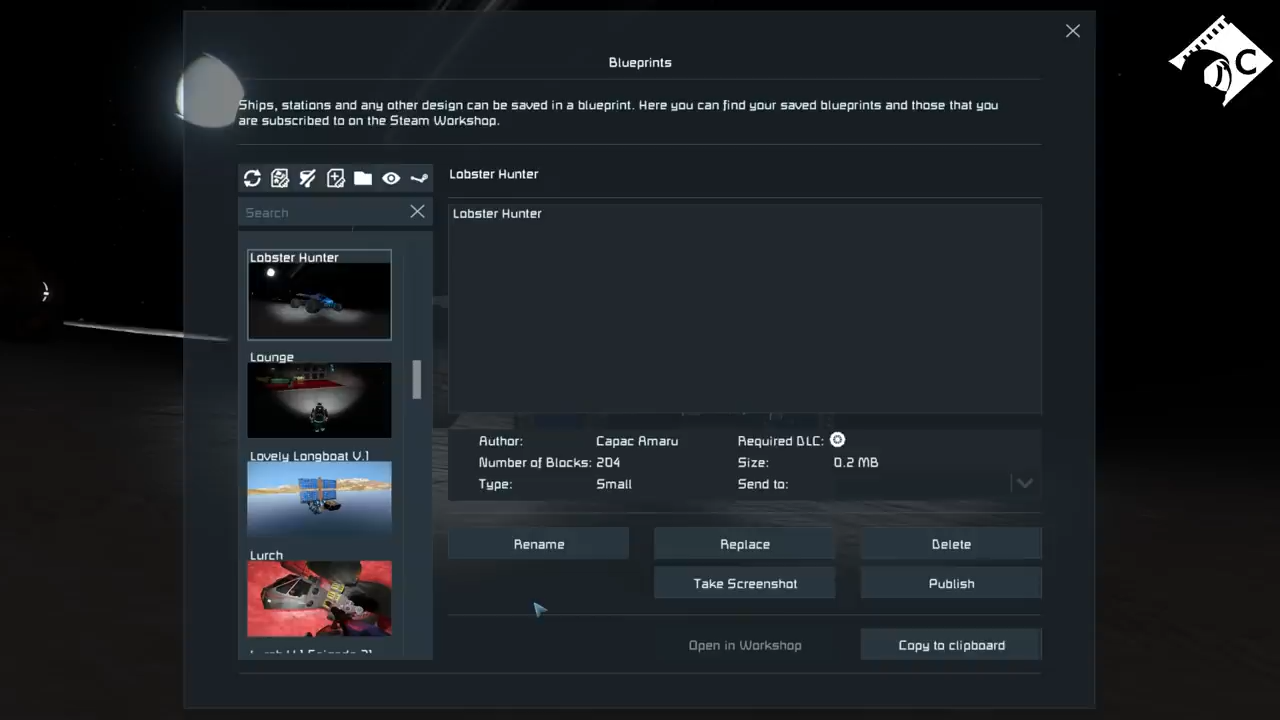 Blueprints
Ships, stations and any other design can be saved in a blueprint. Here you can find your saved blueprints and those that you
are subscribed to on the Steam Workshop.
Search
Lobster Hunter
Lounge
Lovely Longboat V.1
Lurch
Lobster Hunter
Lobster Hunter
Author: Capac Amaru
Required DLC:
Number of Blocks: 204
Size: 0.2 MB
Type: Small
Send to:
Rename
Replace
Delete
Take Screenshot
Publish
Open in Workshop
Copy to clipboard
C